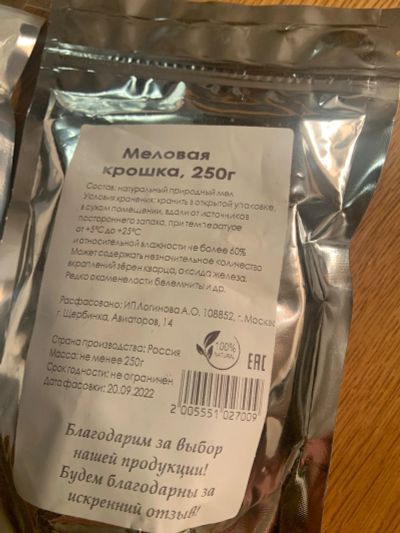 Меловая
крошка, 250г
Состав: натуральный природный мел
Условия хранения: хранить в открытой упаковке,
в сухом помещении, вдали от источников
постороннего запаха, при температуре
от +5°C до +25°C
и относительной влажности не более 60%
Может содержать незначительное количество
вкраплений зёрен кварца, оксида железа.
Редко окаменелости белемниты и др.
Расфасовано: ИП Логинова А.О. 108852, г. Москва
г. Щербинка, Авиаторов, 14
Страна производства: Россия
Масса: не менее 250г
Срок годности: не ограничен
Дата фасовки: 20.09.2022
100%
NATURAL
EAC
2 005551 027009
Благодарим за выбор
нашей продукции!
Будем благодарны за
искренний отзыв!